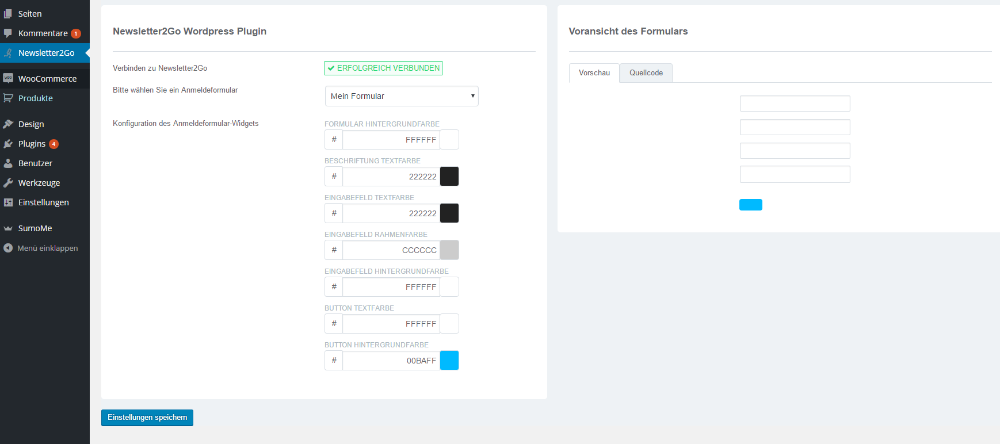 Seiten
Kommentare 1
Newsletter2Go
WooCommerce
Produkte
Design
Plugins 4
Benutzer
Werkzeuge
Einstellungen
SumoMe
Menü einklappen
Newsletter2Go Wordpress Plugin
Verbinden zu Newsletter2Go
ERFOLGREICH VERBUNDEN
Bitte wählen Sie ein Anmeldeformular
Mein Formular
Konfiguration des Anmeldeformular-Widgets
FORMULAR HINTERGRUNDFARBE
# FFFFFF
BESCHRIFTUNG TEXTFARBE
# 222222
EINGABEFELD TEXTFARBE
# 222222
EINGABEFELD RAHMENFARBE
# CCCCCC
EINGABEFELD HINTERGRUNDFARBE
# FFFFFF
BUTTON TEXTFARBE
# FFFFFF
BUTTON HINTERGRUNDFARBE
# 00BAFF
Einstellungen speichern
Voransicht des Formulars
Vorschau
Quellcode